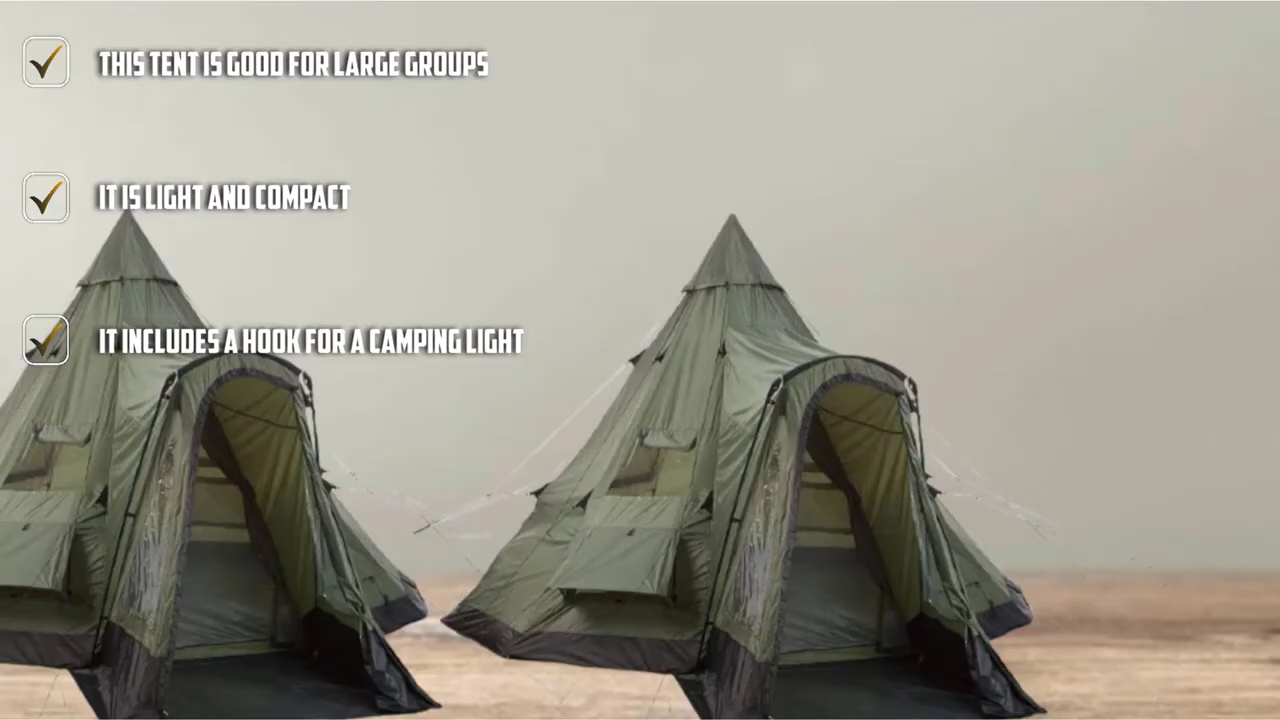 THIS TENT IS GOOD FOR LARGE GROUPS
IT IS LIGHT AND COMPACT
IT INCLUDES A HOOK FOR A CAMPING LIGHT